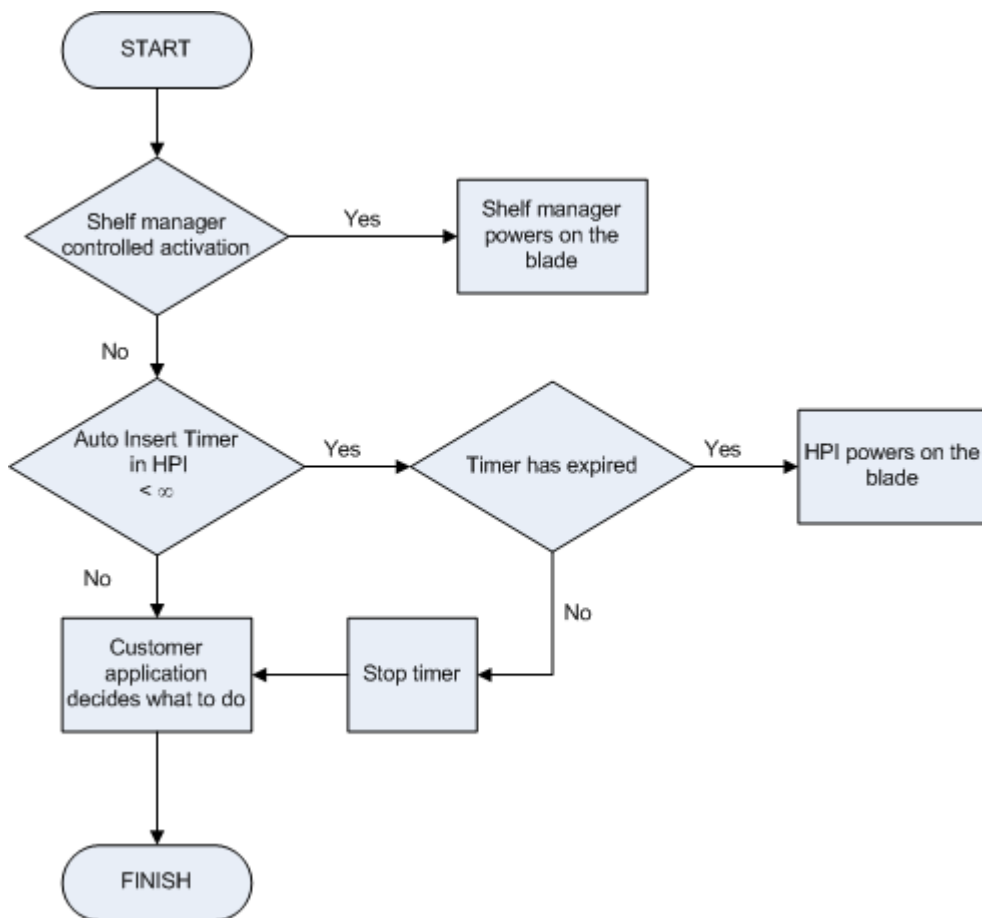 START
Shelf manager
controlled activation
Yes
Shelf manager
powers on the
blade
No
Auto Insert Timer
in HPI
< ∞
Yes
Timer has expired
Yes
HPI powers on the
blade
No
No
Customer
application
decides what to do
Stop timer
FINISH